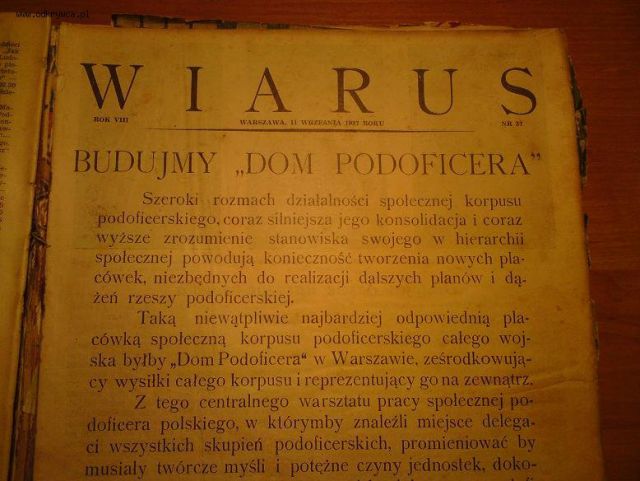 www.odkrywca.pl
WIARUS
ROK VIII
WARSZAWA, 11 WRZEŚNIA 1937 ROKU
NR 37
BUDUJMY „DOM PODOFICERA”
Szeroki rozmach działalności społecznej korpusu
podoficerskiego, coraz silniejsza jego konsolidacja i coraz
wyższe zrozumienie stanowiska swojego w hierarchii
społecznej powodują konieczność tworzenia nowych pla-
cówek, niezbędnych do realizacji dalszych planów i dą-
żeń rzeszy podoficerskiej.
Taką niewątpliwie najbardziej odpowiednią pla-
cówką społeczną korpusu podoficerskiego całego woj-
ska byłby „Dom Podoficera” w Warszawie, ześrodkowują-
cy wysiłki całego korpusu i reprezentujący go na zewnątrz.
Z tego centralnego warsztatu pracy społecznej po-
doficera polskiego, w którymby znaleźli miejsce delega-
ci wszystkich skupień podoficerskich, promieniować by
musiały twórcze myśli i potężne czyny jednostek, doko-